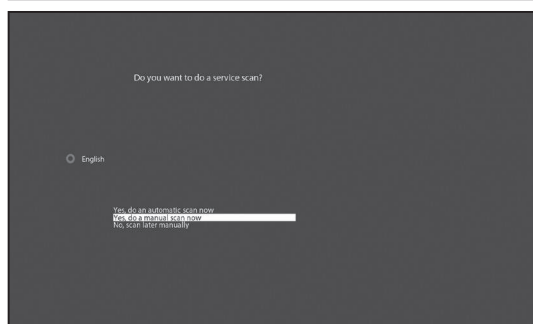 Do you want to do a service scan?
English
Yes, do an automatic scan now
Yes, do a manual scan now
No, scan later manually